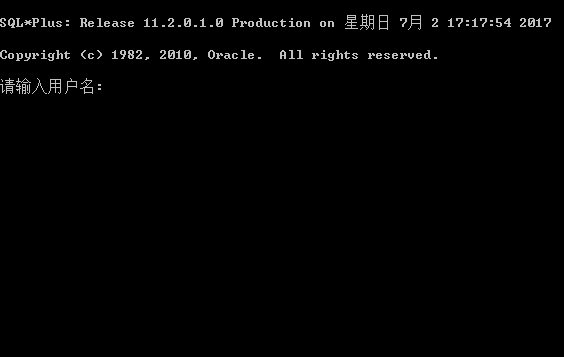 SQL*Plus: Release 11.2.0.1.0 Production on 星期日 7月 2 17:17:54 2017
Copyright (c) 1982, 2010, Oracle.  All rights reserved.
请输入用户名: